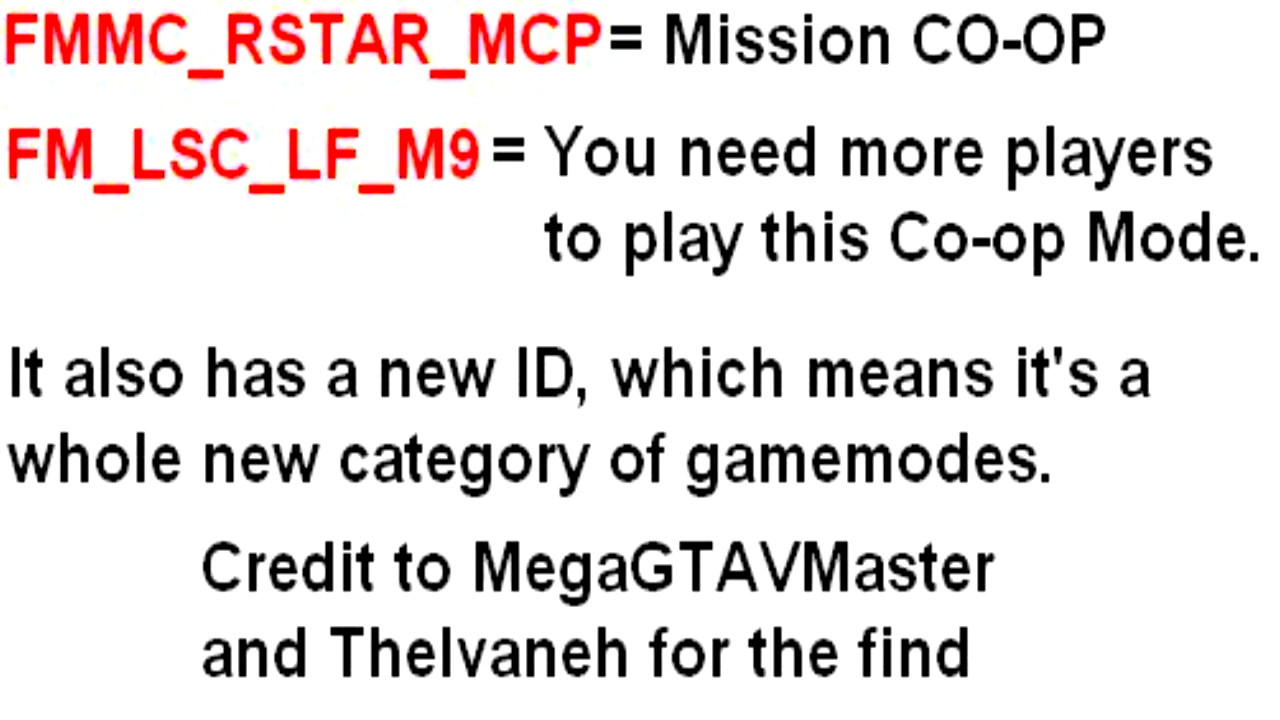 FMMC_RSTAR_MCP = Mission CO-OP
FM_LSC_LF_M9 = You need more players
to play this Co-op Mode.
It also has a new ID, which means it's a
whole new category of gamemodes.
Credit to MegaGTAVMaster
and TheIvaneh for the find